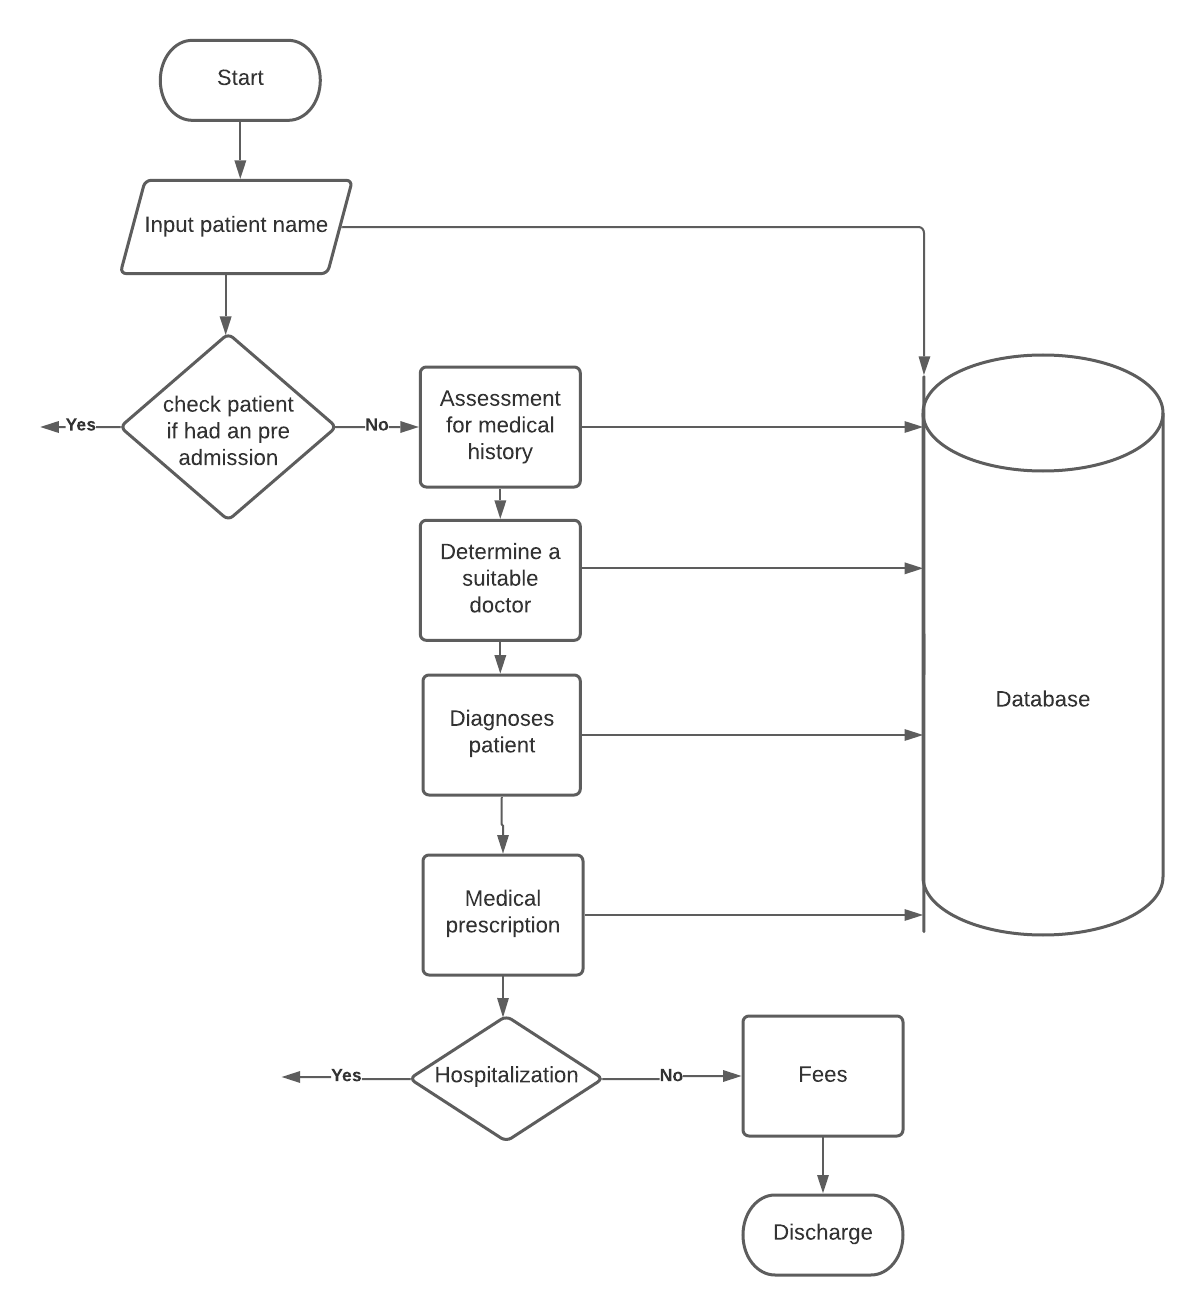 Start
Input patient name
check patient
if had an pre
admission
Yes
No
Assessment
for medical
history
Determine a
suitable
doctor
Diagnoses
patient
Database
Medical
prescription
Hospitalization
Yes
No
Fees
Discharge